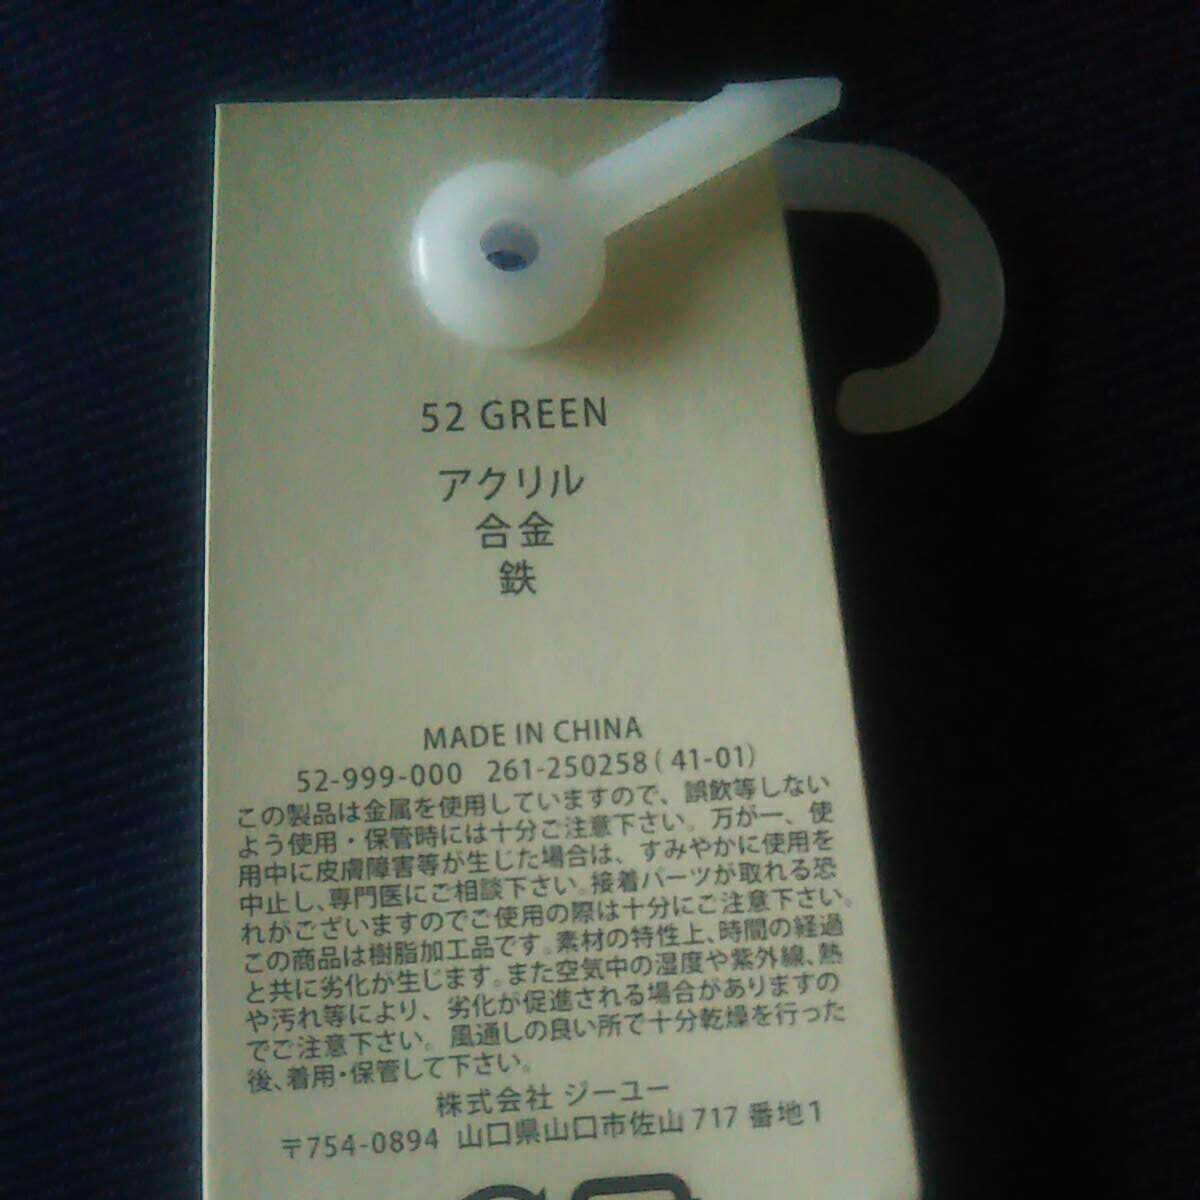 52 GREEN
アクリル
合金
鉄
MADE IN CHINA
52-999-000 261-250258(41-01)
この製品は金属を使用していますので、誤飲等しない
よう使用・保管時には十分ご注意下さい。万が一、使
用中に皮膚障害等が生じた場合は、すみやかに使用を
中止し、専門医にご相談下さい。接着パーツが取れる恐
れがございますのでご使用の際は十分にご注意下さい。
この商品は樹脂加工品です。素材の特性上、時間の経過
と共に劣化が生じます。また空気中の湿度や紫外線、熱
や汚れ等により、劣化が促進される場合がありますの
でご注意下さい。風通しの良い所で十分乾燥を行った
後、着用・保管して下さい。
株式会社 ジーユー
〒754-0894 山口県山口市佐山 717 番地1